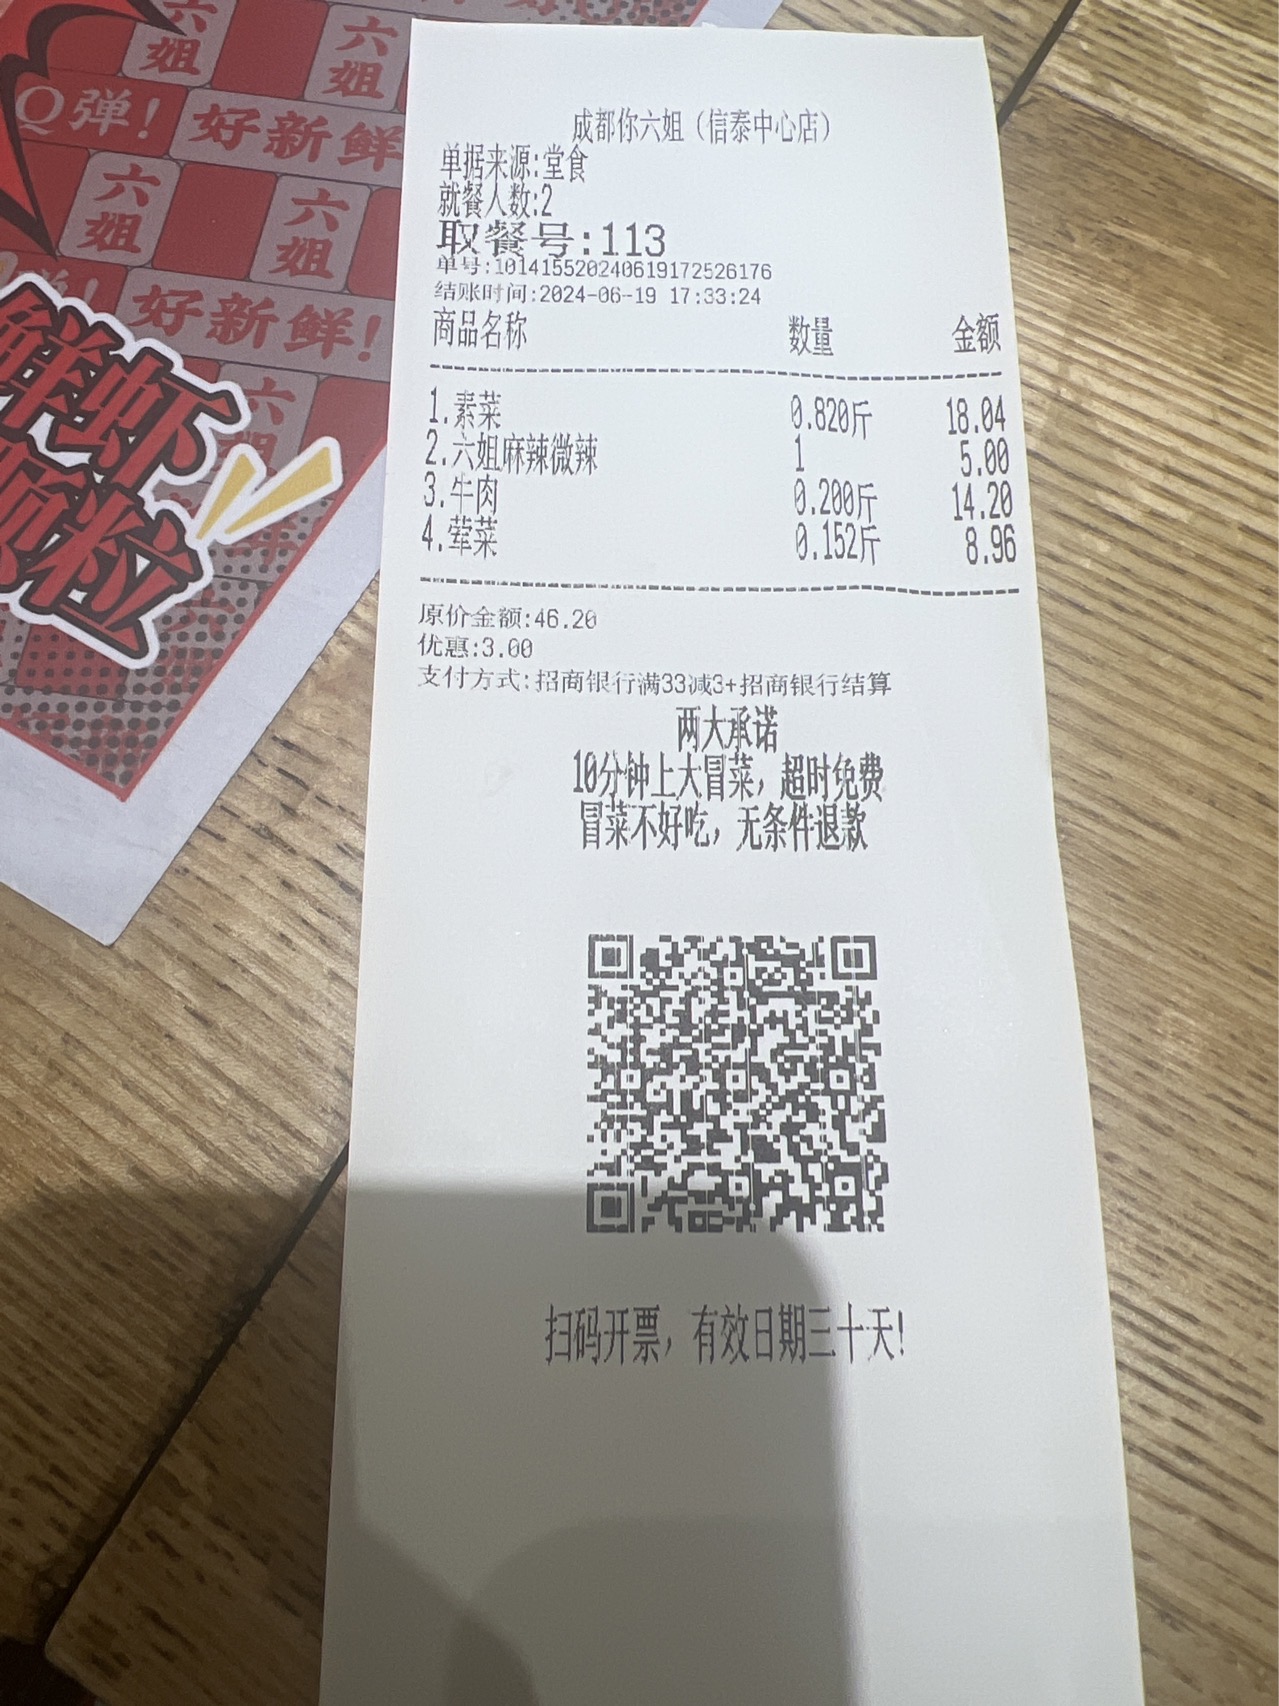 六姐
六姐
Q弹!
好新鲜
六姐
六姐
好新鲜!
鲜虾
颗粒
成都你六姐（信泰中心店）
单据来源:堂食
就餐人数:2
取餐号:113
单号:10141552024061917252617​6
结账时间:2024-06-19 17:33:24
商品名称 数量 金额
1.素菜 0.820斤 18.04
2.六姐麻辣微辣 1 5.00
3.牛肉 0.200斤 14.20
4.荤菜 0.152斤 8.96
原价金额:46.20
优惠:3.00
支付方式:招商银行满33减3+招商银行结算
两大承诺
10分钟上大冒菜，超时免费
冒菜不好吃，无条件退款
扫码开票，有效日期三十天!